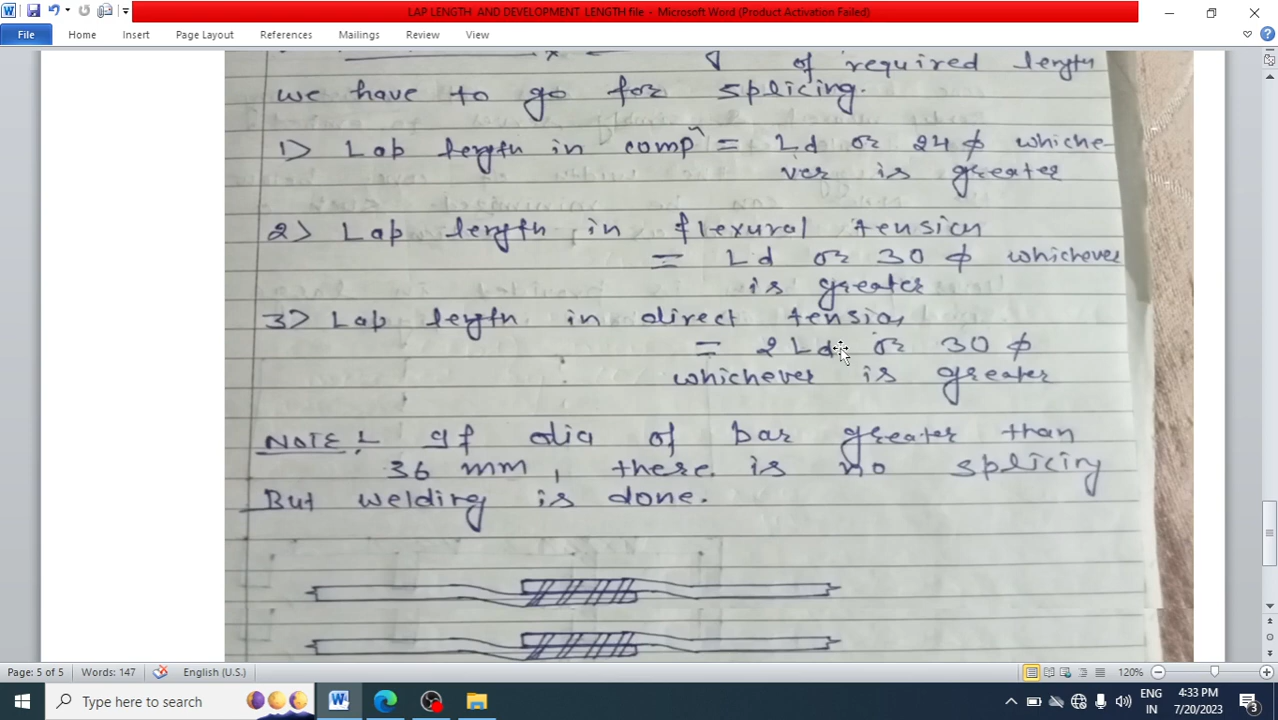 LAP LENGTH AND DEVELOPMENT LENGTH file - Microsoft Word (Product Activation Failed)
File Home Insert Page Layout References Mailings Review View
of required length
we have to go for splicing.
1) Lap length in compⁿ = Ld or 24 ϕ whiche-
ver is greater
2) Lap length in flexural tension
= Ld or 30 ϕ whichever
is greater
3) Lap length in direct tension
= 2 Ld or 30 ϕ
whichever is greater
NOTE :- If dia of bar greater than
36 mm, there is no splicing
But welding is done.
Page: 5 of 5 Words: 147 English (U.S.) 120%
Type here to search
ENG 4:33 PM
IN 7/20/2023
3